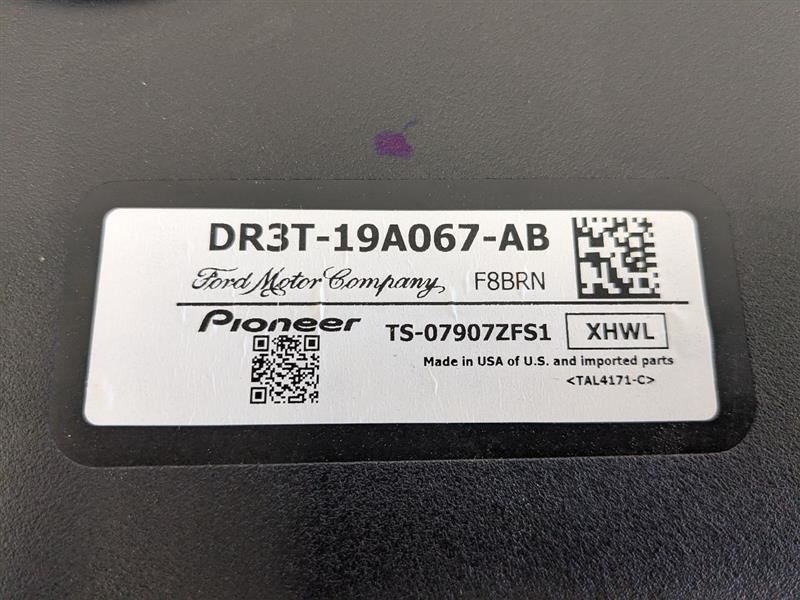 DR3T-19A067-AB
Ford Motor Company F8BRN
Pioneer TS-07907ZFS1 XHWL
Made in USA of U.S. and imported parts
<TAL4171-C>